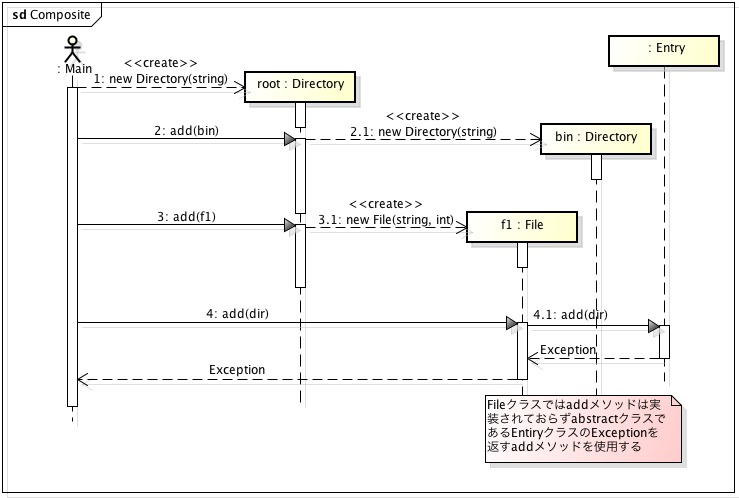 sd Composite
: Entry
<<create>>
: Main
1: new Directory(string)
root : Directory
<<create>>
2: add(bin)
2.1: new Directory(string)
bin : Directory
<<create>>
3: add(f1)
3.1: new File(string, int)
f1 : File
4: add(dir)
4.1: add(dir)
Exception
Exception
Fileクラスではaddメソッドは実
装されておらずabstractクラスで
あるEntiryクラスのExceptionを
返すaddメソッドを使用する